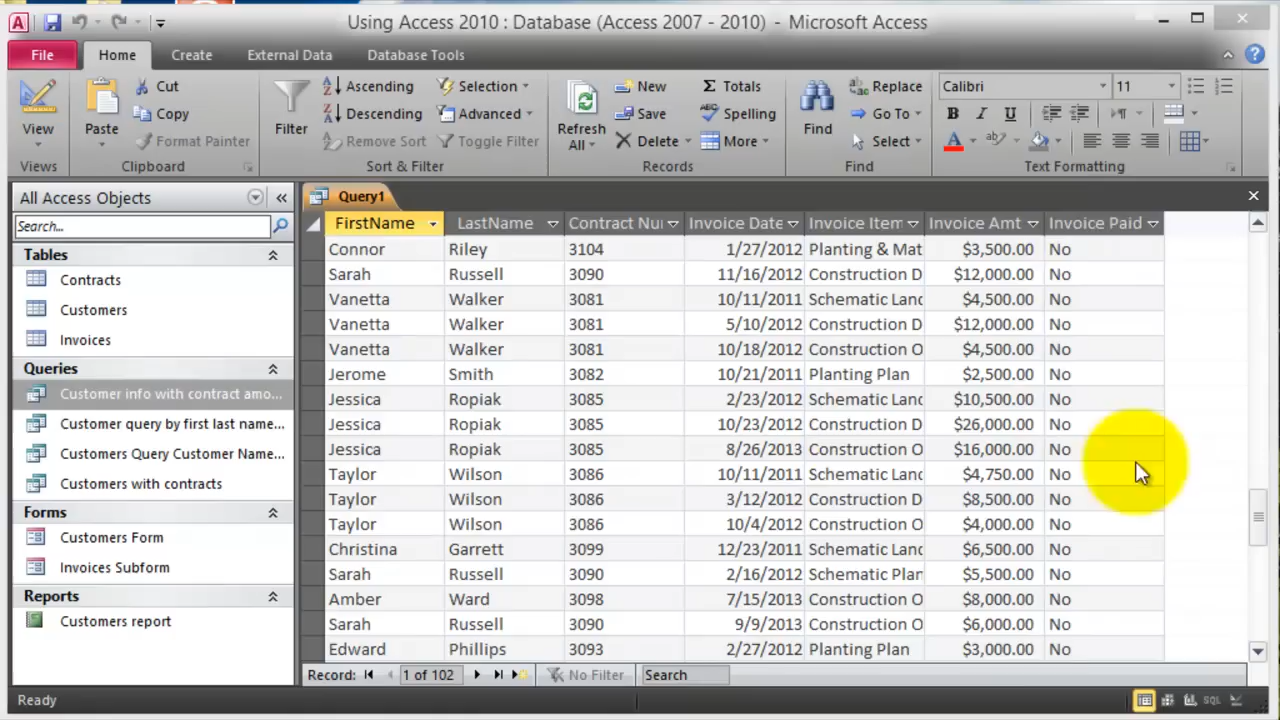 Using Access 2010 : Database (Access 2007 - 2010) - Microsoft Access
File Home Create External Data Database Tools
View
Views
Paste
Cut
Copy
Format Painter
Clipboard
Filter
Ascending
Descending
Remove Sort
Selection
Advanced
Toggle Filter
Sort & Filter
Refresh
All
New
Save
Delete
Totals
Spelling
More
Records
Find
Replace
Go To
Select
Find
Calibri 11
B I U
A ab
Text Formatting
All Access Objects
Search...
Tables
Contracts
Customers
Invoices
Queries
Customer info with contract amo...
Customer query by first last name...
Customers Query Customer Name...
Customers with contracts
Forms
Customers Form
Invoices Subform
Reports
Customers report
Query1
FirstName LastName Contract Nu Invoice Date Invoice Item Invoice Amt Invoice Paid
Connor Riley 3104 1/27/2012 Planting & Mat $3,500.00 No
Sarah Russell 3090 11/16/2012 Construction D $12,000.00 No
Vanetta Walker 3081 10/11/2011 Schematic Land $4,500.00 No
Vanetta Walker 3081 5/10/2012 Construction D $12,000.00 No
Vanetta Walker 3081 10/18/2012 Construction O $4,500.00 No
Jerome Smith 3082 10/21/2011 Planting Plan $2,500.00 No
Jessica Ropiak 3085 2/23/2012 Schematic Land $10,500.00 No
Jessica Ropiak 3085 10/23/2012 Construction D $26,000.00 No
Jessica Ropiak 3085 8/26/2013 Construction O $16,000.00 No
Taylor Wilson 3086 10/11/2011 Schematic Land $4,750.00 No
Taylor Wilson 3086 3/12/2012 Construction D $8,500.00 No
Taylor Wilson 3086 10/4/2012 Construction O $4,000.00 No
Christina Garrett 3099 12/23/2011 Schematic Land $6,500.00 No
Sarah Russell 3090 2/16/2012 Schematic Plan $5,500.00 No
Amber Ward 3098 7/15/2013 Construction O $8,000.00 No
Sarah Russell 3090 9/9/2013 Construction O $6,000.00 No
Edward Phillips 3093 2/27/2012 Planting Plan $3,000.00 No
Record: 1 of 102 No Filter Search
Ready SQL